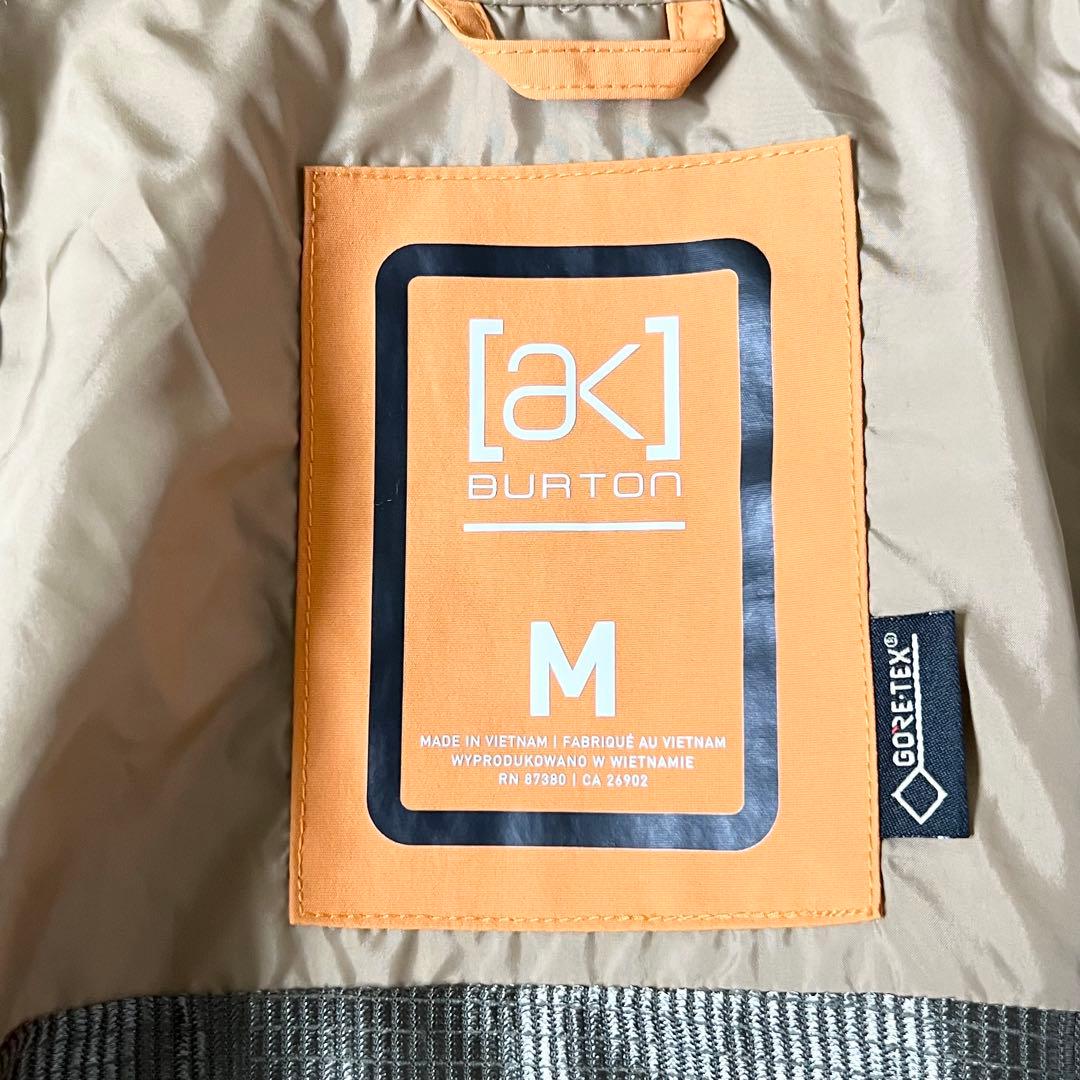 [ak]
BURTON
M
MADE IN VIETNAM | FABRIQUÉ AU VIETNAM
WYPRODUKOWANO W WIETNAMIE
RN 87380 | CA 26902
GORE-TEX®